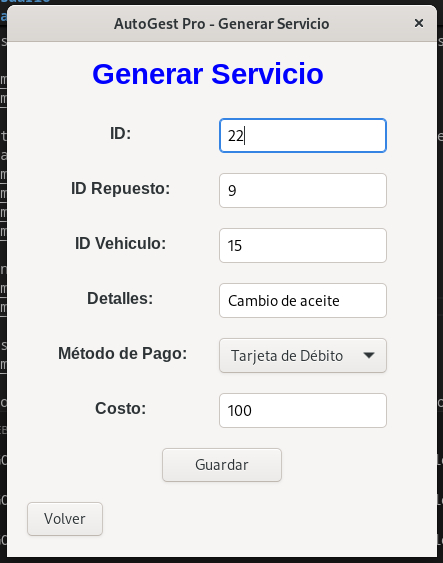 AutoGest Pro - Generar Servicio
Generar Servicio
ID: 22
ID Repuesto: 9
ID Vehiculo: 15
Detalles: Cambio de aceite
Método de Pago: Tarjeta de Débito
Costo: 100
Guardar
Volver